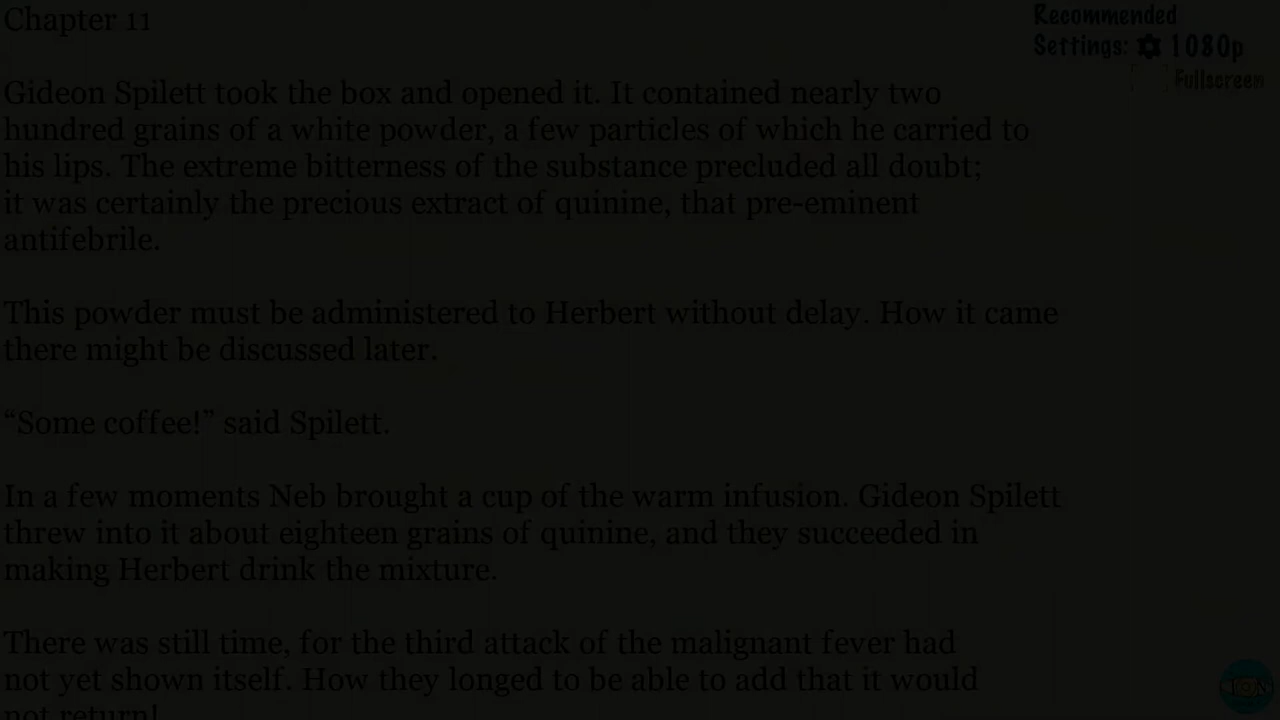 Chapter 11
Recommended
Settings: 1080p
Fullscreen
Gideon Spilett took the box and opened it. It contained nearly two
hundred grains of a white powder, a few particles of which he carried to
his lips. The extreme bitterness of the substance precluded all doubt;
it was certainly the precious extract of quinine, that pre-eminent
antifebrile.
This powder must be administered to Herbert without delay. How it came
there might be discussed later.
“Some coffee!” said Spilett.
In a few moments Neb brought a cup of the warm infusion. Gideon Spilett
threw into it about eighteen grains of quinine, and they succeeded in
making Herbert drink the mixture.
There was still time, for the third attack of the malignant fever had
not yet shown itself. How they longed to be able to add that it would
not return!